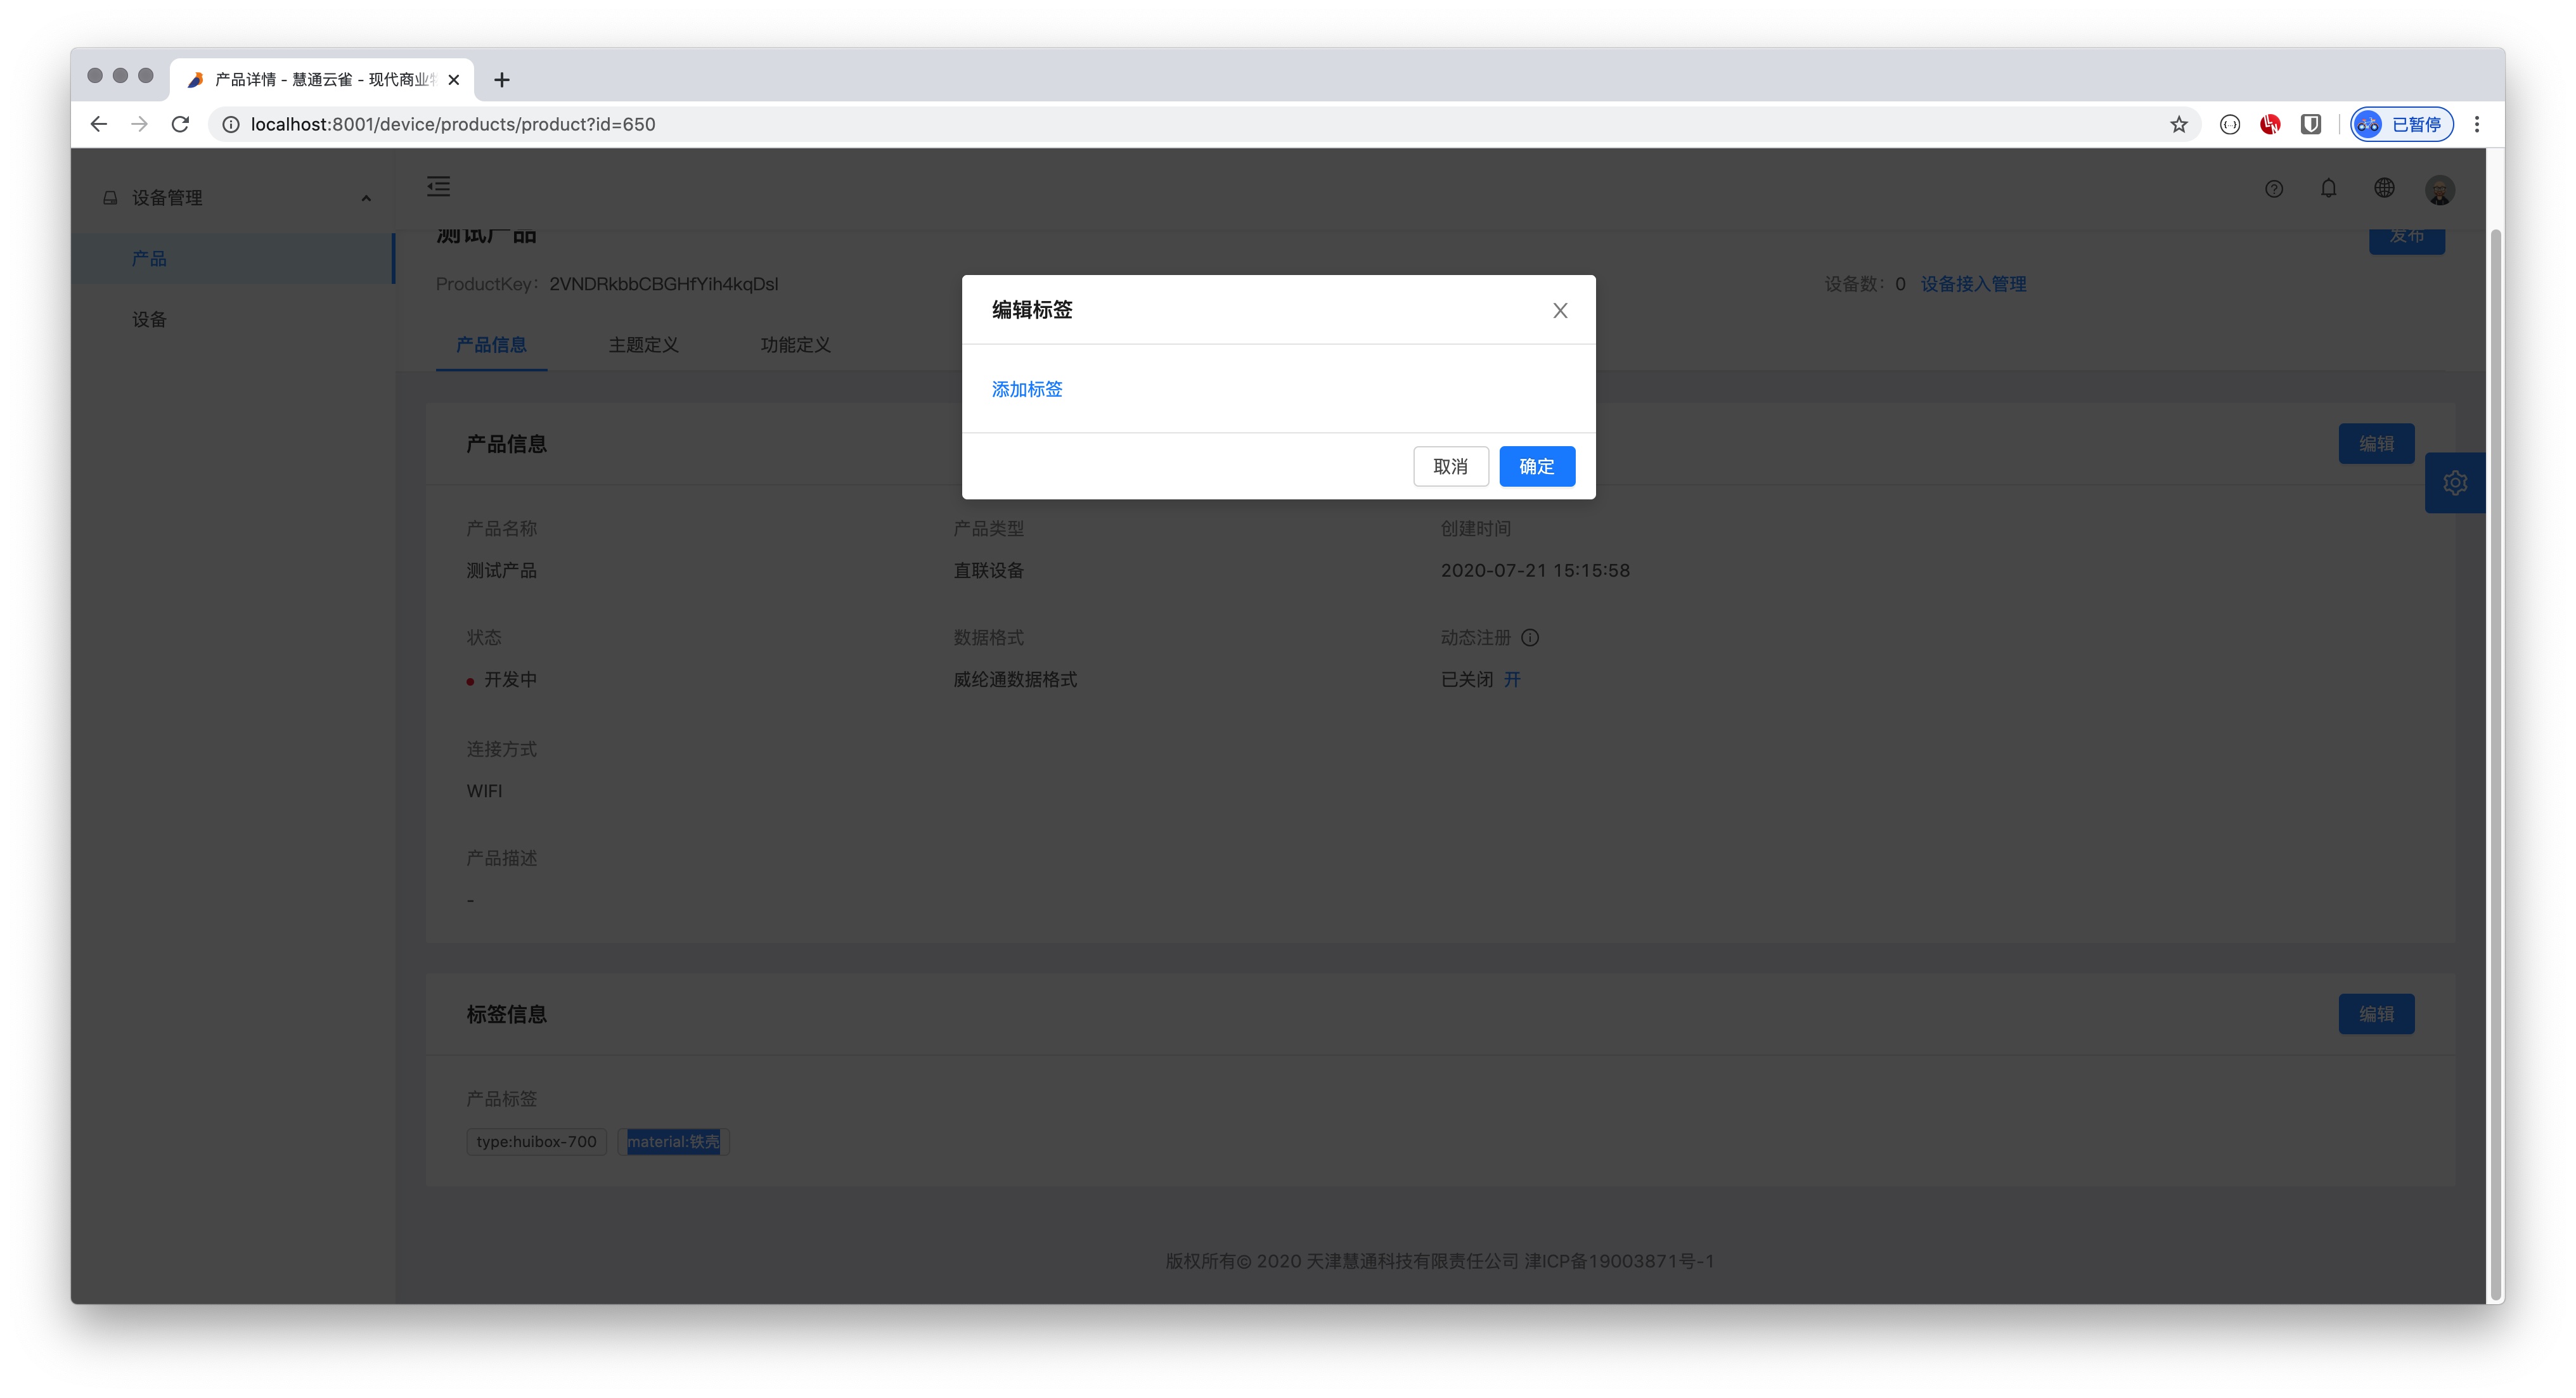 产品详情 - 慧通云雀 - 现代商业
localhost:8001/device/products/product?id=650
已暂停
设备管理
产品
设备
测试产品
发布
ProductKey：2VNDRkbbCBGHfYih4kqDsl
设备数：0 设备接入管理
产品信息 主题定义 功能定义
编辑标签
添加标签
取消 确定
产品信息
编辑
产品名称 产品类型 创建时间
测试产品 直联设备 2020-07-21 15:15:58
状态 数据格式 动态注册
开发中 威纶通数据格式 已关闭 开
连接方式
WIFI
产品描述
-
标签信息
编辑
产品标签
type:huibox-700 material:铁壳
版权所有© 2020 天津慧通科技有限责任公司 津ICP备19003871号-1